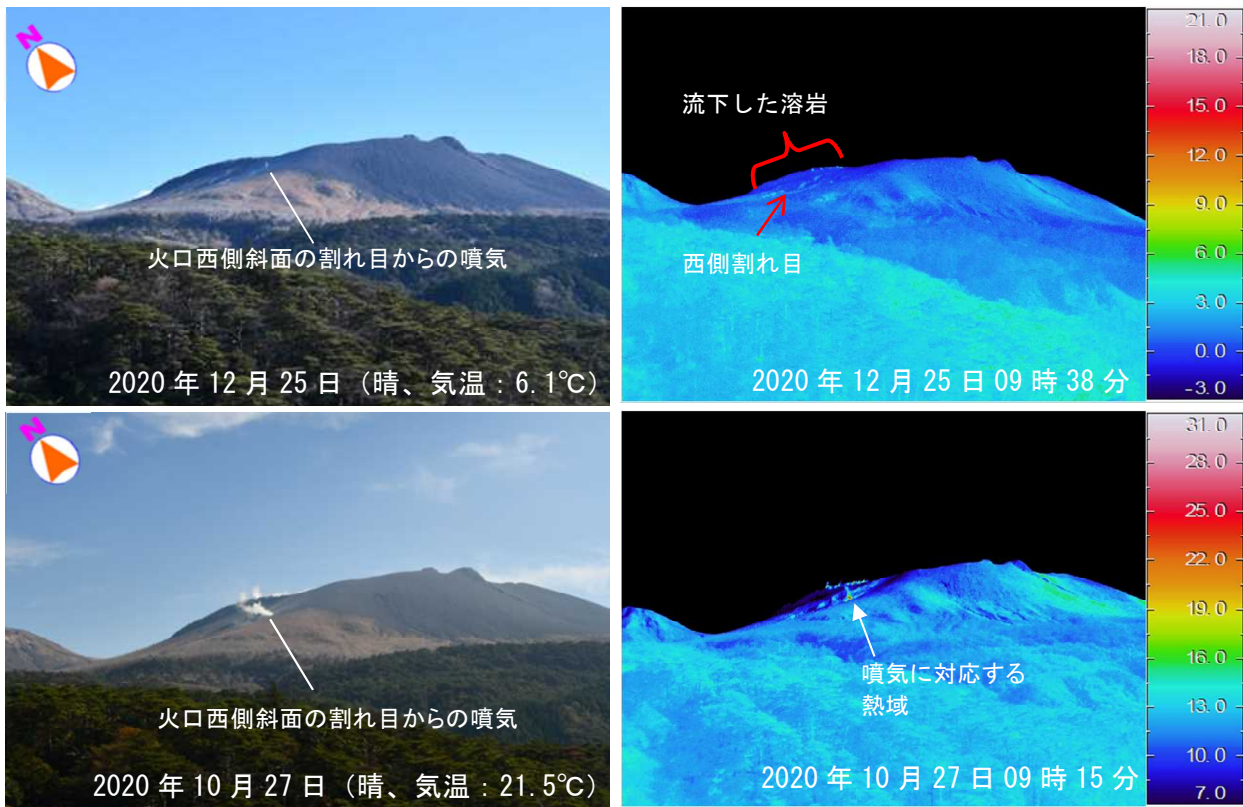 N
火口西側斜面の割れ目からの噴気
2020 年 12 月 25 日（晴、気温：6.1℃）
流下した溶岩
西側割れ目
2020 年 12 月 25 日 09 時 38 分
21.0
18.0
15.0
12.0
9.0
6.0
3.0
0.0
-3.0
N
火口西側斜面の割れ目からの噴気
2020 年 10 月 27 日（晴、気温：21.5℃）
噴気に対応する
熱域
2020 年 10 月 27 日 09 時 15 分
31.0
28.0
25.0
22.0
19.0
16.0
13.0
10.0
7.0